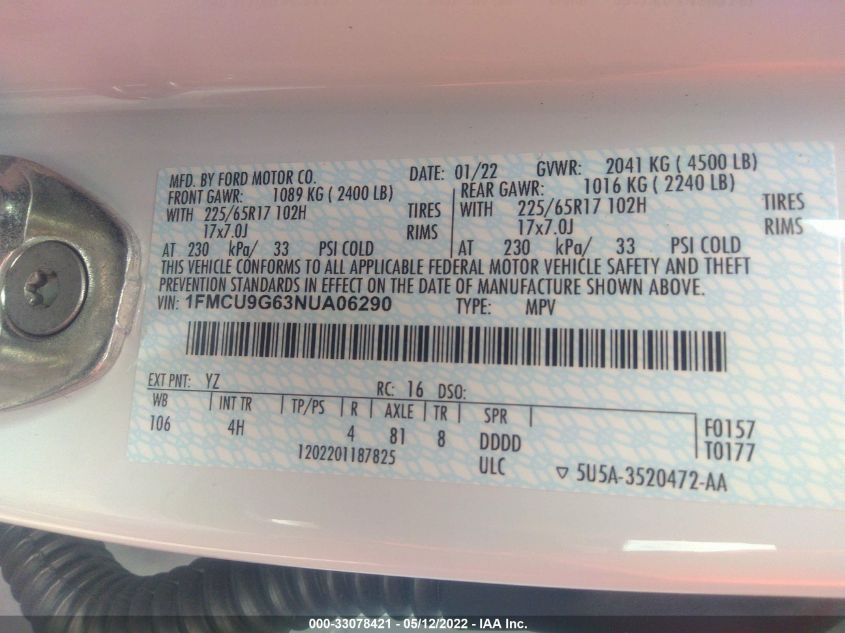 MFD. BY FORD MOTOR CO. DATE: 01/22 GVWR: 2041 KG ( 4500 LB)
FRONT GAWR: 1089 KG ( 2400 LB) REAR GAWR: 1016 KG ( 2240 LB)
WITH 225/65R17 102H TIRES WITH 225/65R17 102H TIRES
17x7.0J RIMS 17x7.0J RIMS
AT 230 kPa/ 33 PSI COLD AT 230 kPa/ 33 PSI COLD
THIS VEHICLE CONFORMS TO ALL APPLICABLE FEDERAL MOTOR VEHICLE SAFETY AND THEFT
PREVENTION STANDARDS IN EFFECT ON THE DATE OF MANUFACTURE SHOWN ABOVE.
VIN: 1FMCU9G63NUA06290 TYPE: MPV
EXT PNT: YZ RC: 16 DSO:
WB INT TR TP/PS R AXLE TR SPR
106 4H 4 81 8 DDDD F0157
1202201187825 ULC T0177
▽ 5U5A-3520472-AA
000-33078421 - 05/12/2022 - IAA Inc.